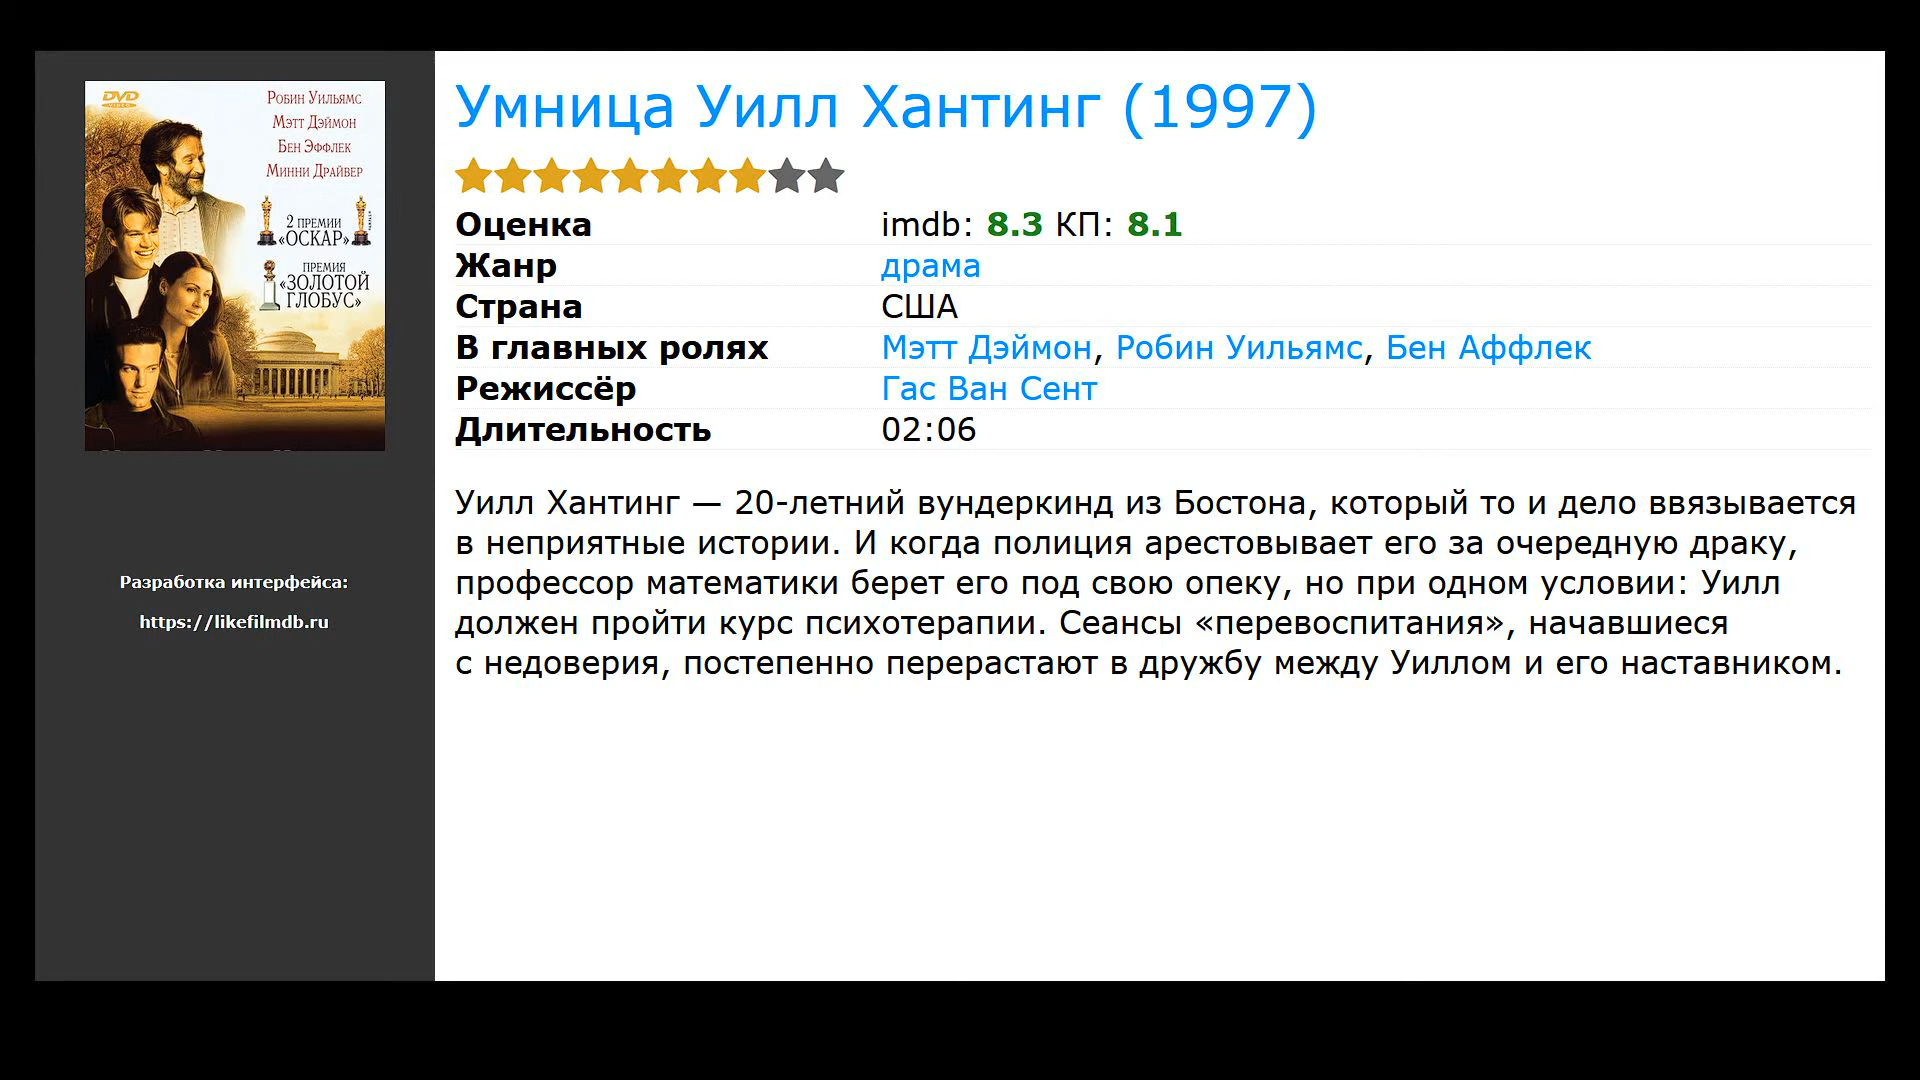 DVD
VIDEO
Робин Уильямс
Мэтт Дэймон
Бен Эффлек
Минни Драйвер
2 ПРЕМИИ
«ОСКАР»
ПРЕМИЯ
«ЗОЛОТОЙ
ГЛОБУС»
Разработка интерфейса:
https://likefilmdb.ru
Умница Уилл Хантинг (1997)
Оценка imdb: 8.3 КП: 8.1
Жанр драма
Страна США
В главных ролях Мэтт Дэймон, Робин Уильямс, Бен Аффлек
Режиссёр Гас Ван Сент
Длительность 02:06
Уилл Хантинг — 20-летний вундеркинд из Бостона, который то и дело ввязывается
в неприятные истории. И когда полиция арестовывает его за очередную драку,
профессор математики берет его под свою опеку, но при одном условии: Уилл
должен пройти курс психотерапии. Сеансы «перевоспитания», начавшиеся
с недоверия, постепенно перерастают в дружбу между Уиллом и его наставником.